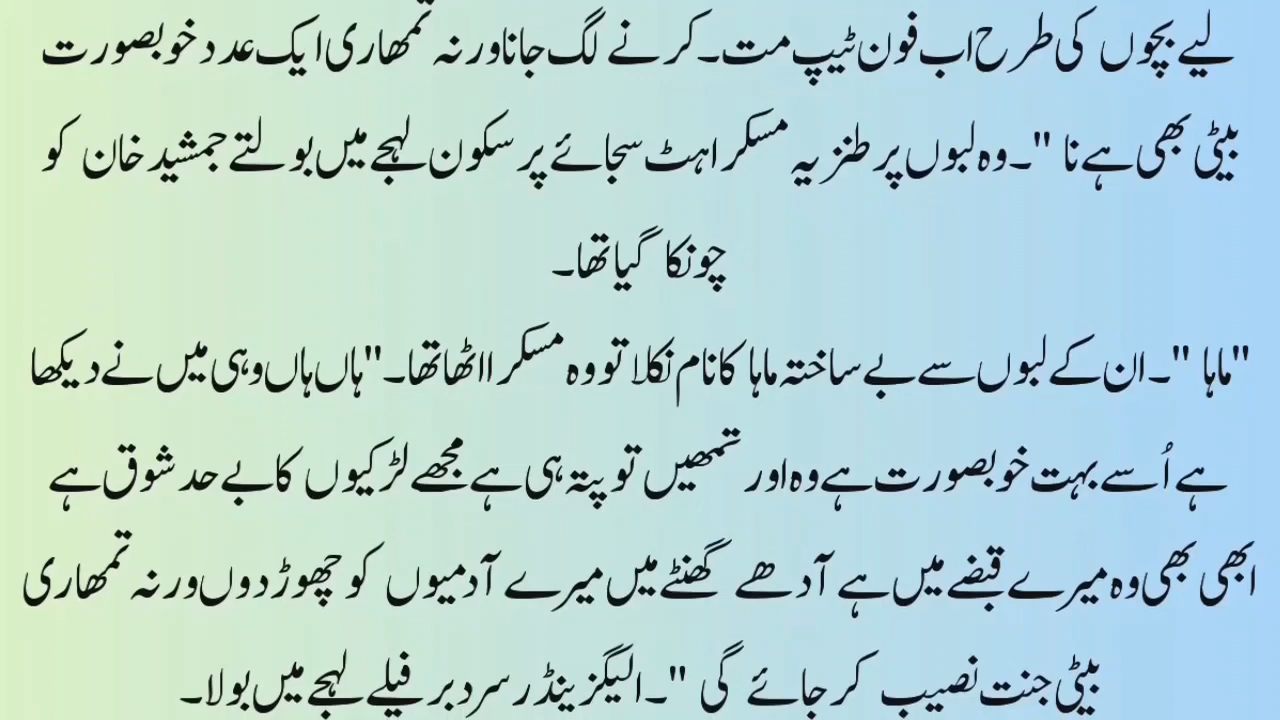 لیے بچوں کی طرح اب فون ٹیپ مت۔کرنے لگ جانا ورنہ تمھاری ایک عدد خوبصورت
بیٹی بھی ہے نا "۔وہ لبوں پر طنزیہ مسکراہٹ سجائے پر سکون لہجے میں بولتے جمشید خان کو
چونکا گیا تھا۔
"ماہا "۔ان کے لبوں سے بے ساختہ ماہا کا نام نکلا تو وہ مسکرا اٹھا تھا۔"ہاں ہاں وہی میں نے دیکھا
ہے اُسے بہت خوبصورت ہے وہ اور تمھیں تو پتہ ہی ہے مجھے لڑکیوں کا بے حد شوق ہے
ابھی بھی وہ میرے قبضے میں ہے آدھے گھنٹے میں میرے آدمیوں کو چھوڑ دوں ورنہ تمھاری
بیٹی جنت نصیب کر جائے گی "۔الیگزینڈر سرد برفیلے لہجے میں بولا۔